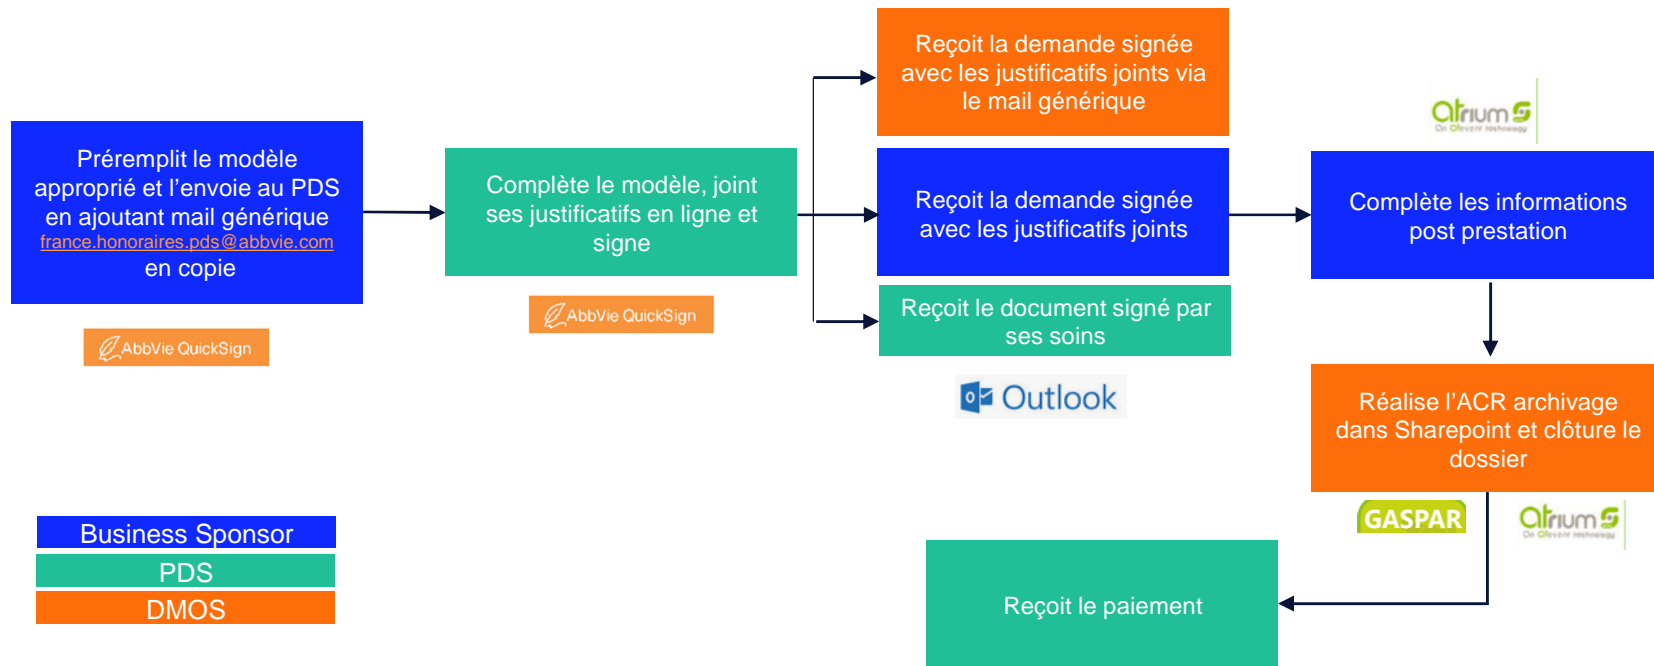 Préremplit le modèle
approprié et l'envoie au PDS
en ajoutant mail générique
france.honoraires.pds@abbvie.com
en copie
AbbVie QuickSign
Complète le modèle, joint
ses justificatifs en ligne et
signe
AbbVie QuickSign
Reçoit la demande signée
avec les justificatifs joints via
le mail générique
Reçoit la demande signée
avec les justificatifs joints
Reçoit le document signé par
ses soins
Outlook
atrium
Complète les informations
post prestation
Réalise l'ACR archivage
dans Sharepoint et clôture le
dossier
GASPAR
atrium
Reçoit le paiement
Business Sponsor
PDS
DMOS